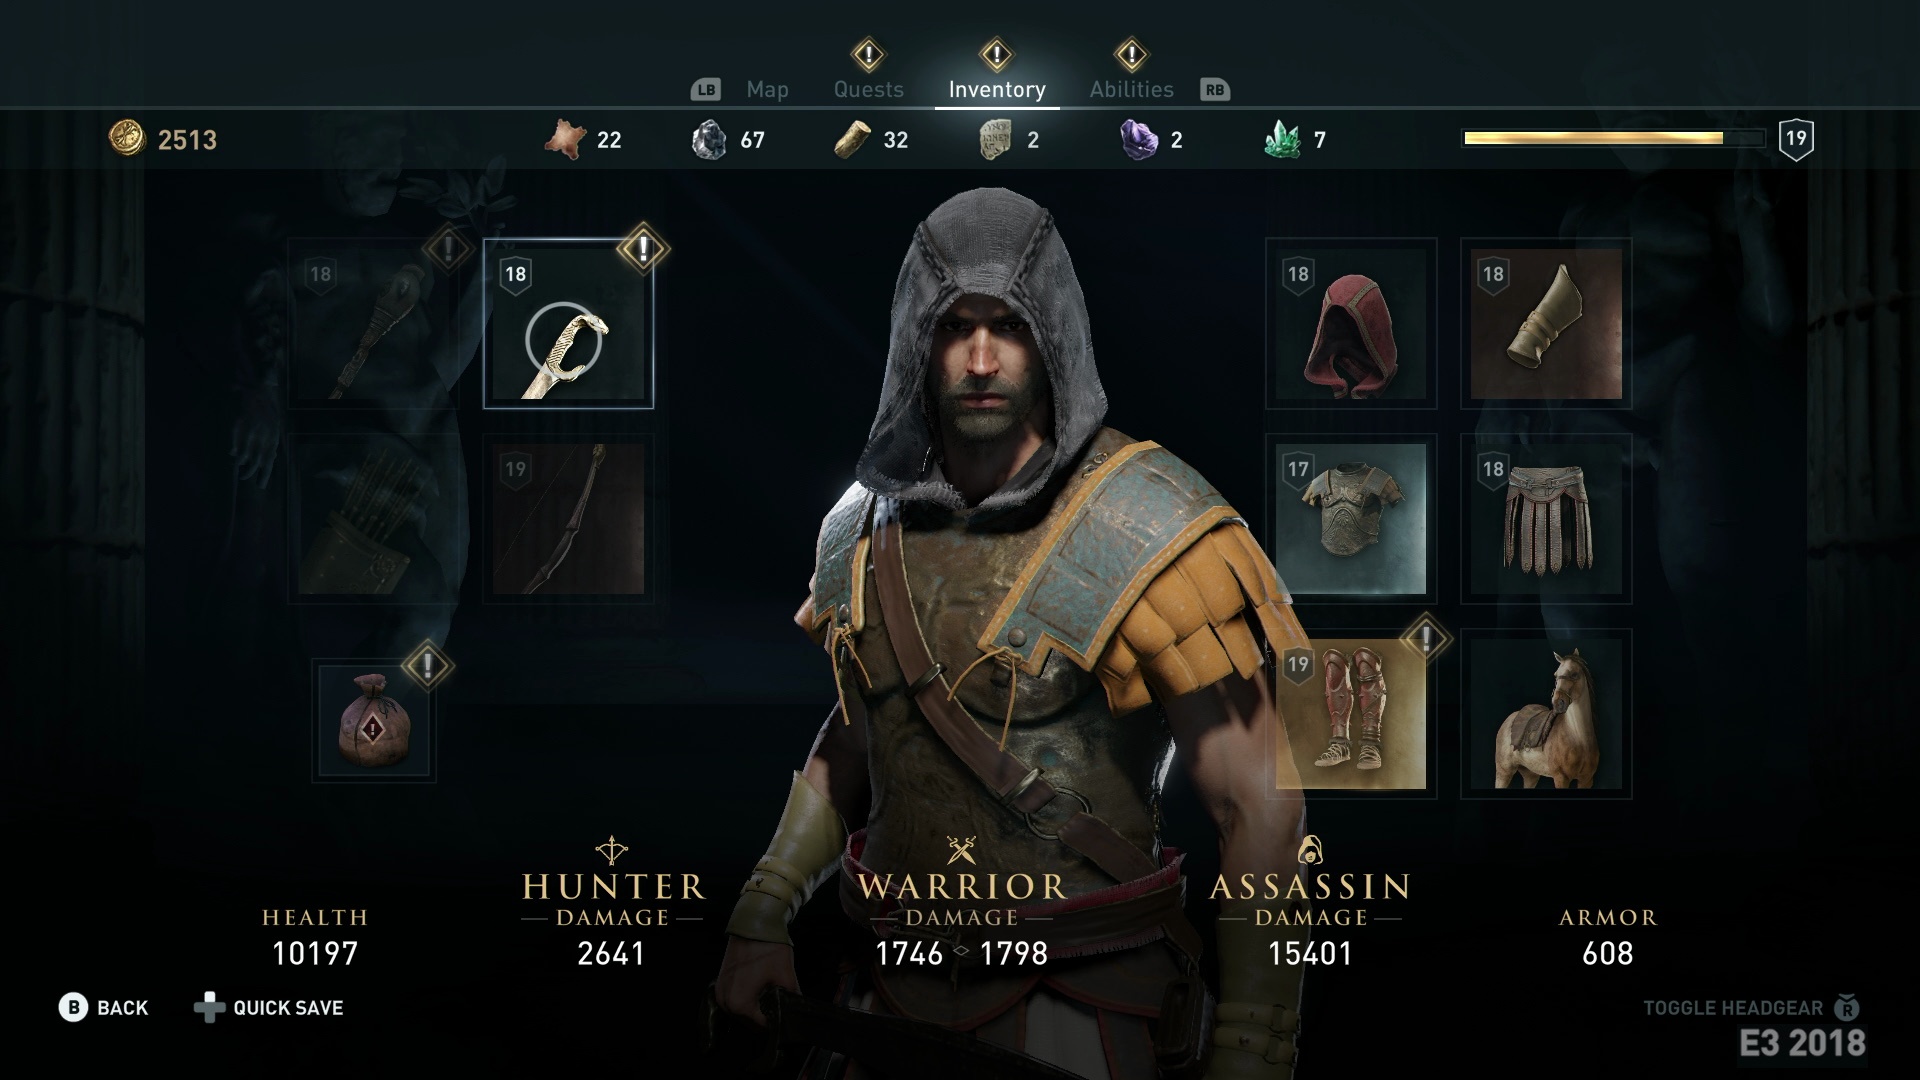 LB Map Quests Inventory Abilities RB
2513 22 67 32 2 2 7 19
18 18 18 18
19 17 18
19
HEALTH
10197
HUNTER
DAMAGE
2641
WARRIOR
DAMAGE
1746 1798
ASSASSIN
DAMAGE
15401
ARMOR
608
B BACK QUICK SAVE
TOGGLE HEADGEAR R
E3 2018